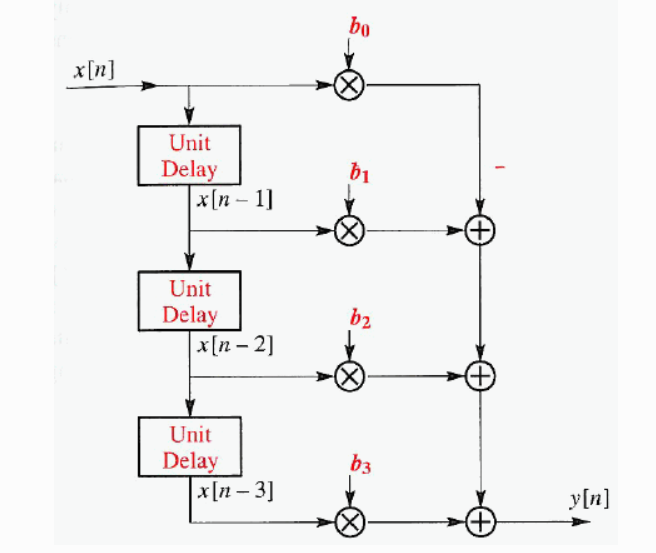 b₀
x[n]
Unit
Delay
x[n − 1]
b₁
Unit
Delay
x[n − 2]
b₂
Unit
Delay
x[n − 3]
b₃
y[n]